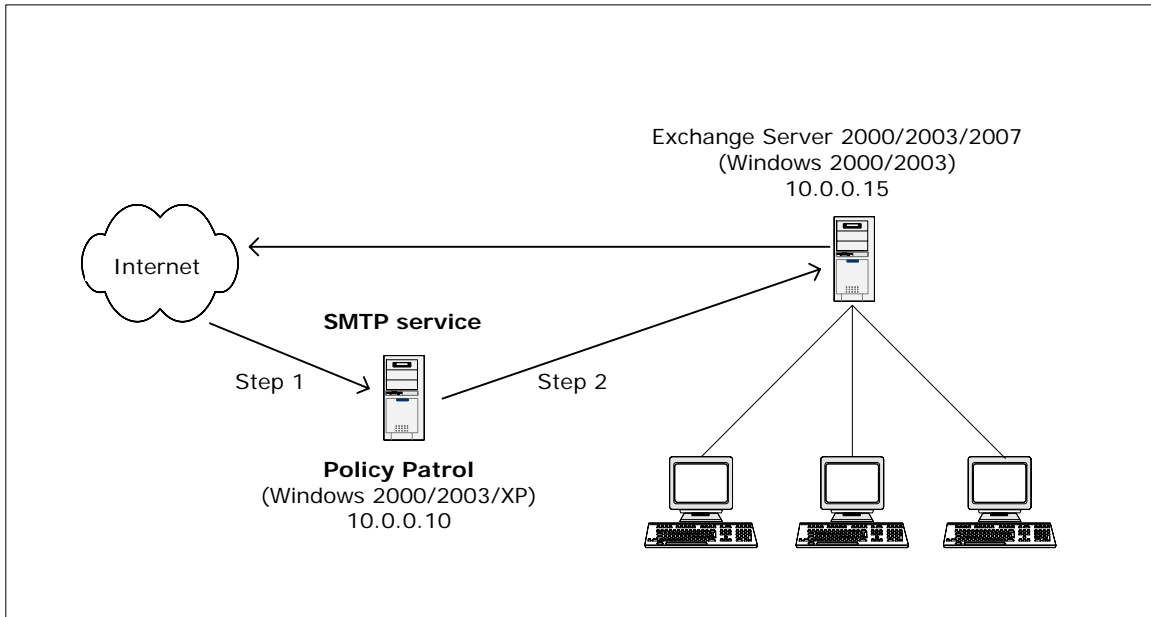 Exchange Server 2000/2003/2007
(Windows 2000/2003)
10.0.0.15
Internet
SMTP service
Step 1
Step 2
Policy Patrol
(Windows 2000/2003/XP)
10.0.0.10